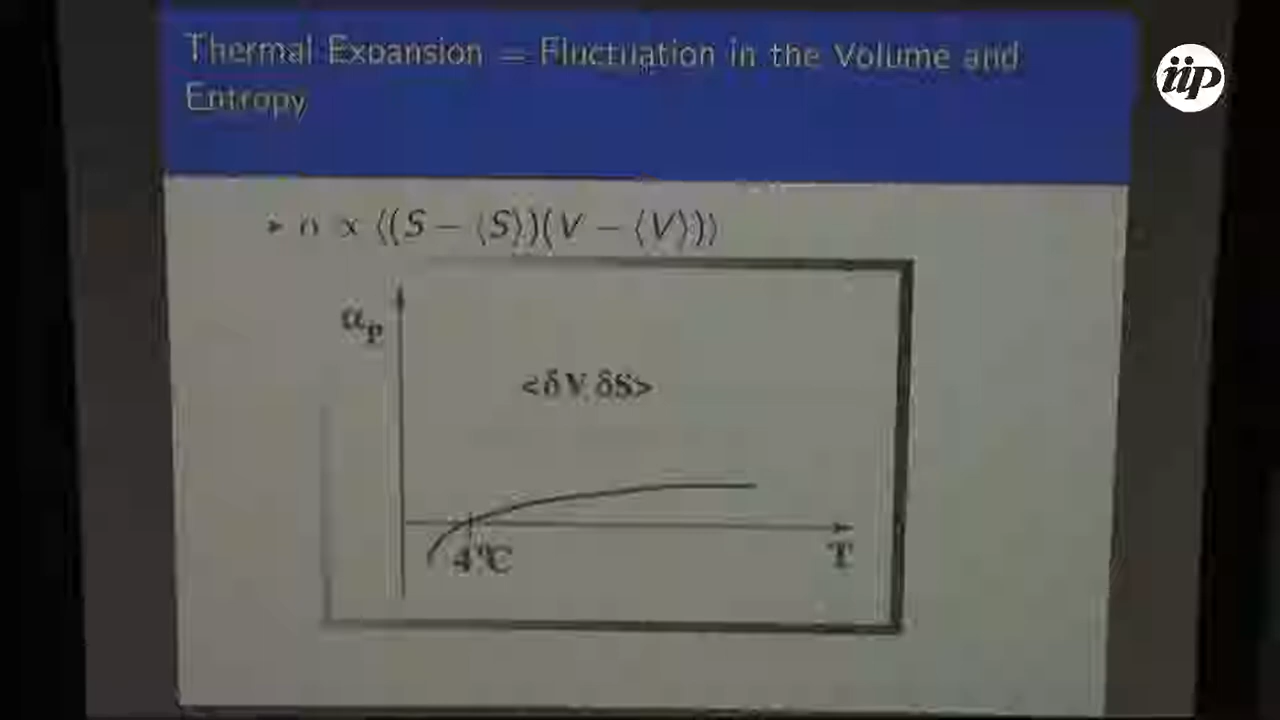 Thermal Expansion = Fluctuation in the Volume and
Entropy
iip
α ∝ ⟨(S − ⟨S⟩)(V − ⟨V⟩)⟩
αp
<δV.δS>
4°C
T